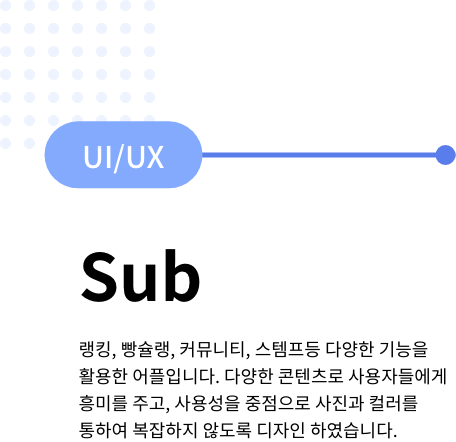 UI/UX
Sub
랭킹, 빵슐랭, 커뮤니티, 스템프등 다양한 기능을
활용한 어플입니다. 다양한 콘텐츠로 사용자들에게
흥미를 주고, 사용성을 중점으로 사진과 컬러를
통하여 복잡하지 않도록 디자인 하였습니다.